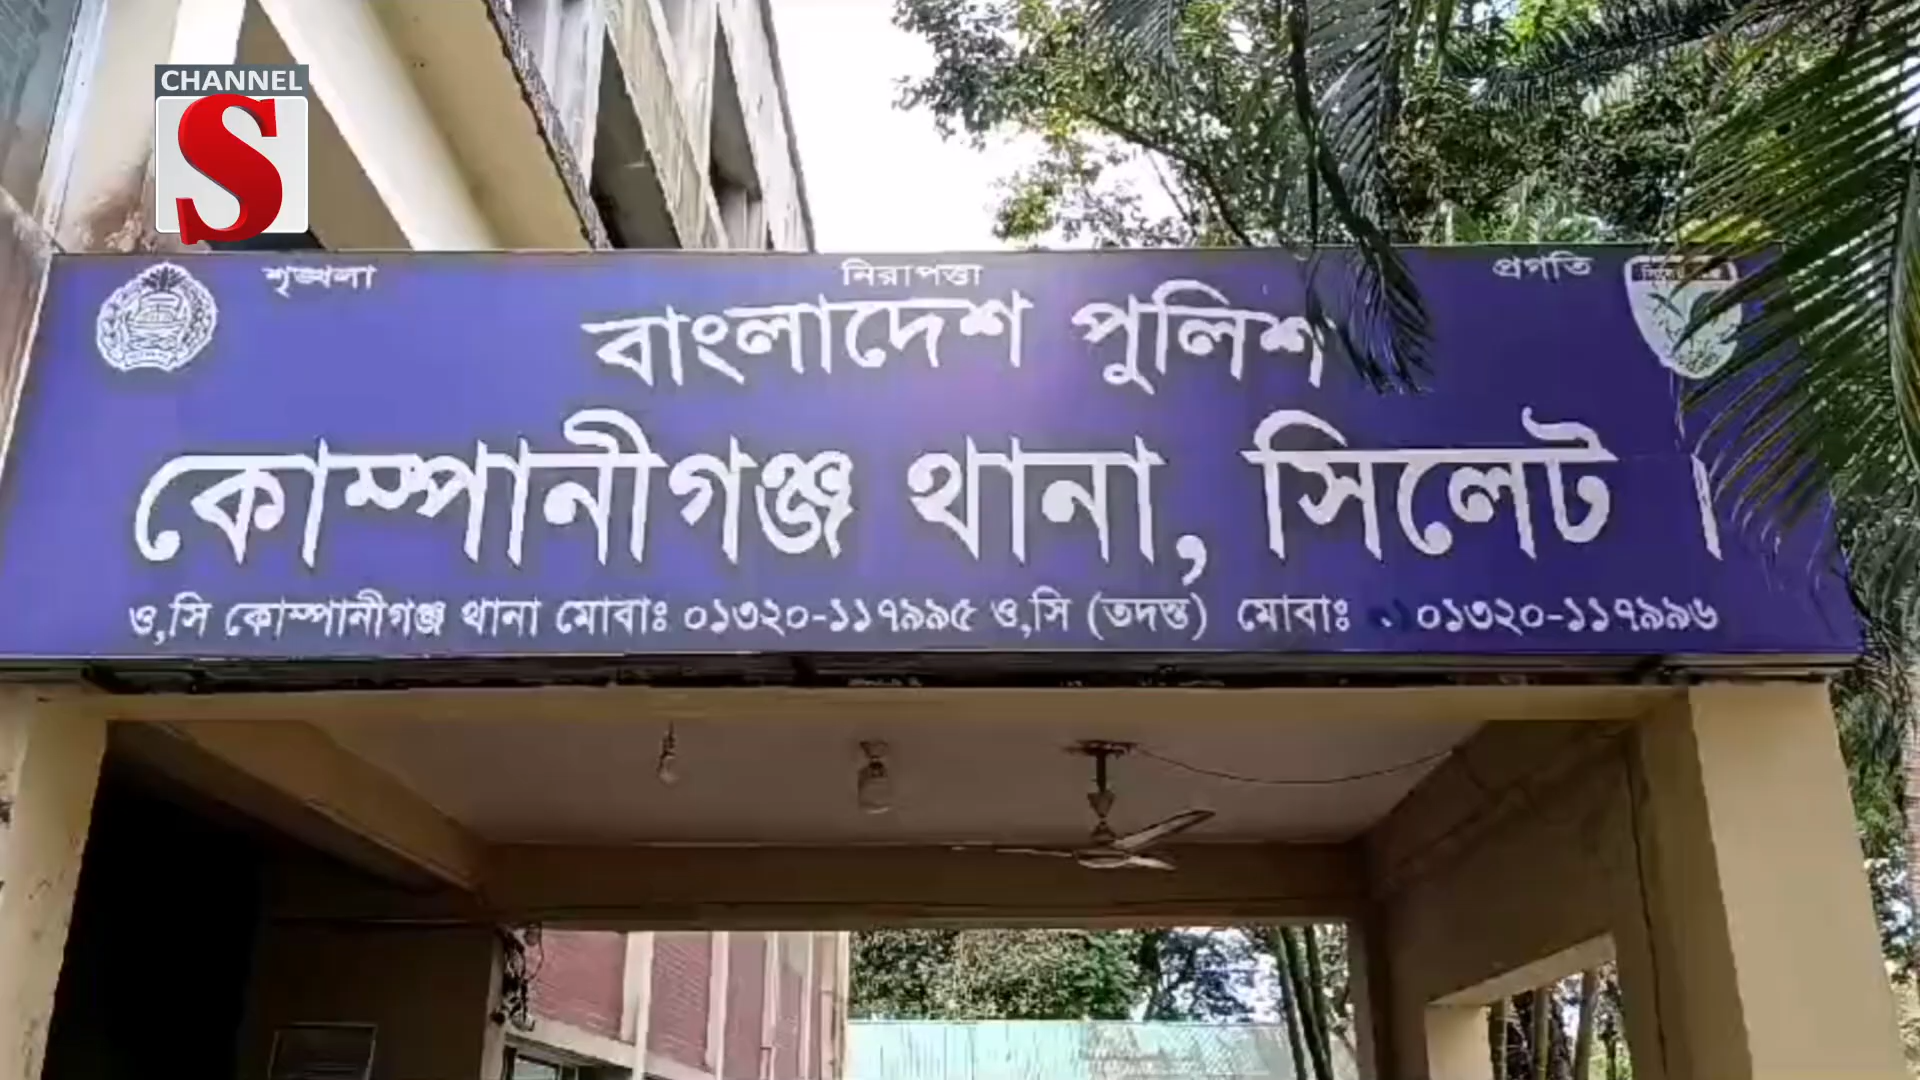 CHANNEL
S
শৃঙ্খলা নিরাপত্তা প্রগতি
বাংলাদেশ পুলিশ
কোম্পানীগঞ্জ থানা, সিলেট ।
ও,সি কোম্পানীগঞ্জ থানা মোবাঃ ০১৩২০-১১৭৯৯৫ ও,সি (তদন্ত) মোবাঃ ০১৩২০-১১৭৯৯৬